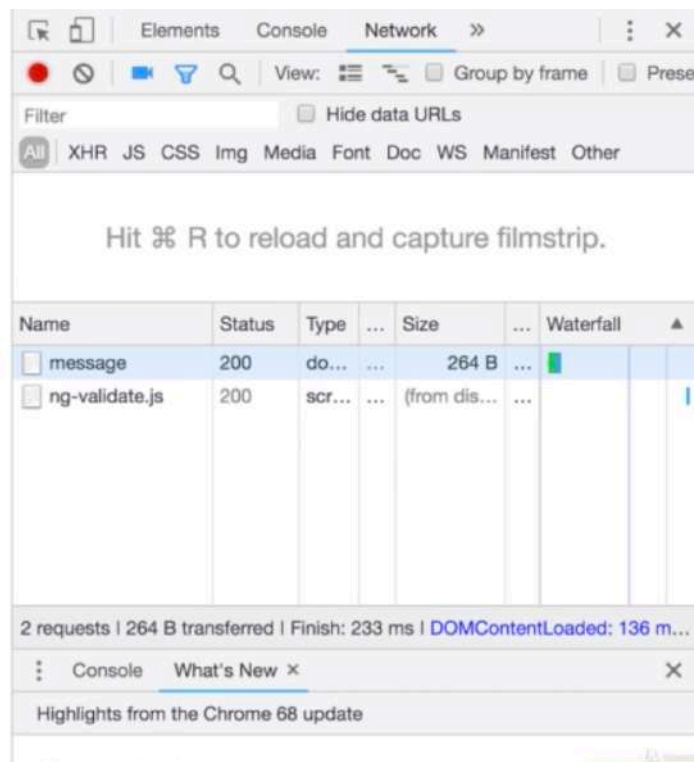 Elements Console Network »
View: Group by frame Prese
Filter Hide data URLs
All XHR JS CSS Img Media Font Doc WS Manifest Other
Hit ⌘ R to reload and capture filmstrip.
Name Status Type ... Size ... Waterfall ▲
message 200 do... ... 264 B ...
ng-validate.js 200 scr... ... (from dis... ...
2 requests | 264 B transferred | Finish: 233 ms | DOMContentLoaded: 136 m...
Console What's New ×
Highlights from the Chrome 68 update